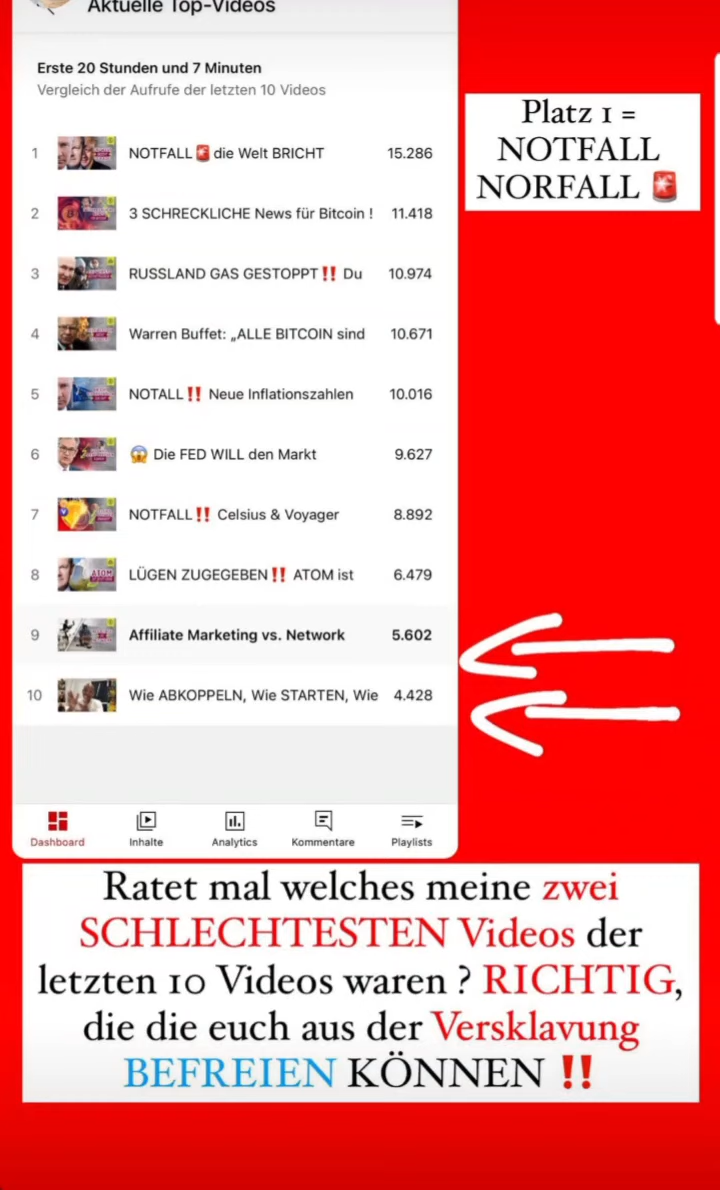 Aktuelle Top-Videos
Erste 20 Stunden und 7 Minuten
Vergleich der Aufrufe der letzten 10 Videos
1 NOTFALL🚨die Welt BRICHT 15.286
2 3 SCHRECKLICHE News für Bitcoin ! 11.418
3 RUSSLAND GAS GESTOPPT‼️ Du 10.974
4 Warren Buffet: „ALLE BITCOIN sind 10.671
5 NOTALL‼️ Neue Inflationszahlen 10.016
6 😱 Die FED WILL den Markt 9.627
7 NOTFALL‼️ Celsius & Voyager 8.892
8 LÜGEN ZUGEGEBEN‼️ ATOM ist 6.479
9 Affiliate Marketing vs. Network 5.602
10 Wie ABKOPPELN, Wie STARTEN, Wie 4.428
Dashboard Inhalte Analytics Kommentare Playlists
Platz 1 =
NOTFALL
NORFALL 🚨
Ratet mal welches meine zwei
SCHLECHTESTEN Videos der
letzten 10 Videos waren ? RICHTIG,
die die euch aus der Versklavung
BEFREIEN KÖNNEN ‼️